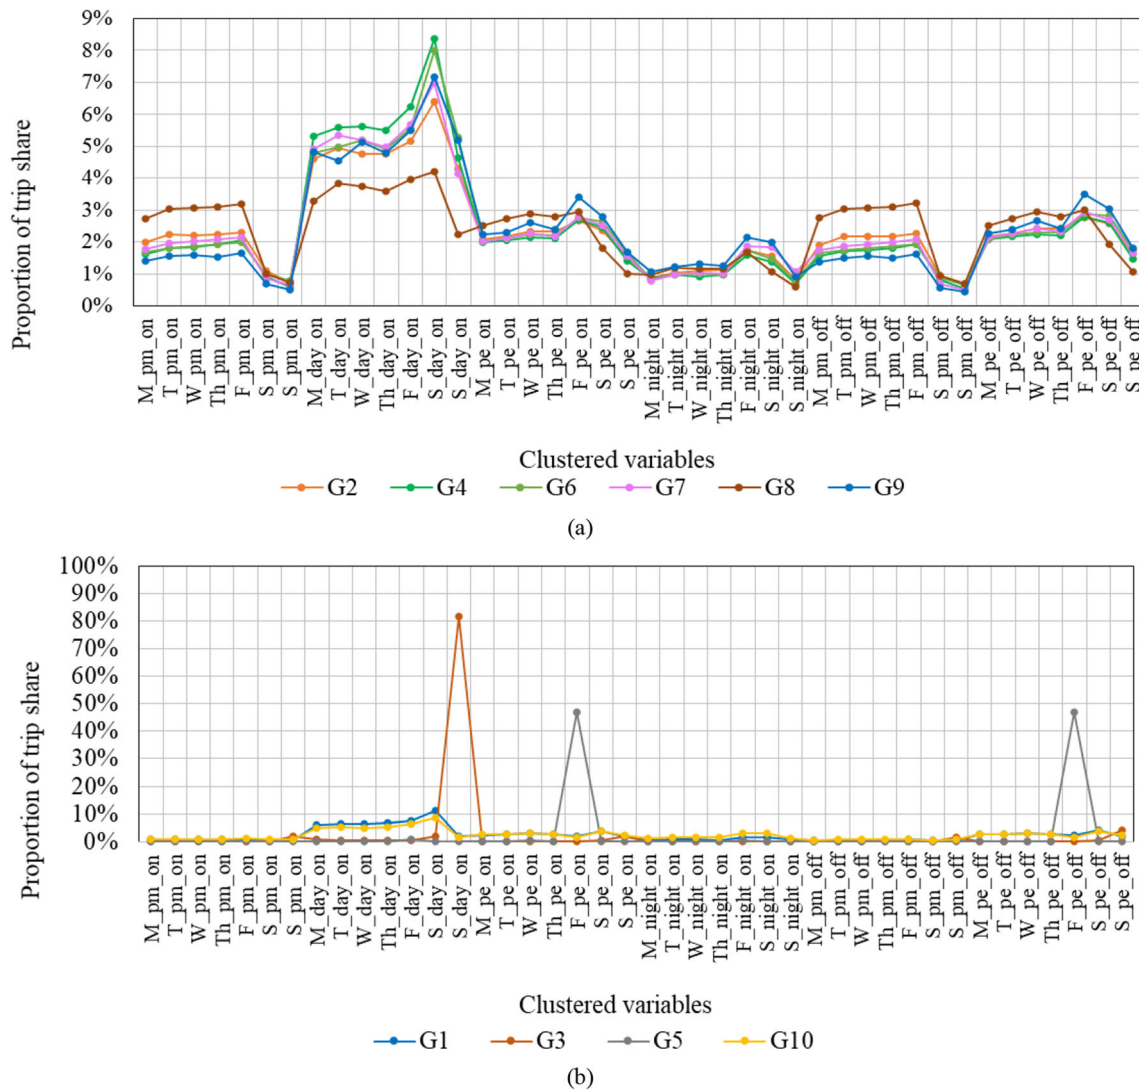 9%
8%
7%
6%
5%
4%
3%
2%
1%
0%
Proportion of trip share
M_pm_on
T_pm_on
W_pm_on
Th_pm_on
F_pm_on
S_pm_on
S_pm_on
M_day_on
T_day_on
W_day_on
Th_day_on
F_day_on
S_day_on
S_day_on
M_pe_on
T_pe_on
W_pe_on
Th_pe_on
F_pe_on
S_pe_on
S_pe_on
M_night_on
T_night_on
W_night_on
Th_night_on
F_night_on
S_night_on
S_night_on
M_pm_off
T_pm_off
W_pm_off
Th_pm_off
F_pm_off
S_pm_off
S_pm_off
M_pe_off
T_pe_off
W_pe_off
Th_pe_off
F_pe_off
S_pe_off
S_pe_off
Clustered variables
G2 G4 G6 G7 G8 G9
(a)
100%
90%
80%
70%
60%
50%
40%
30%
20%
10%
0%
Proportion of trip share
M_pm_on
T_pm_on
W_pm_on
Th_pm_on
F_pm_on
S_pm_on
S_pm_on
M_day_on
T_day_on
W_day_on
Th_day_on
F_day_on
S_day_on
S_day_on
M_pe_on
T_pe_on
W_pe_on
Th_pe_on
F_pe_on
S_pe_on
S_pe_on
M_night_on
T_night_on
W_night_on
Th_night_on
F_night_on
S_night_on
S_night_on
M_pm_off
T_pm_off
W_pm_off
Th_pm_off
F_pm_off
S_pm_off
S_pm_off
M_pe_off
T_pe_off
W_pe_off
Th_pe_off
F_pe_off
S_pe_off
S_pe_off
Clustered variables
G1 G3 G5 G10
(b)